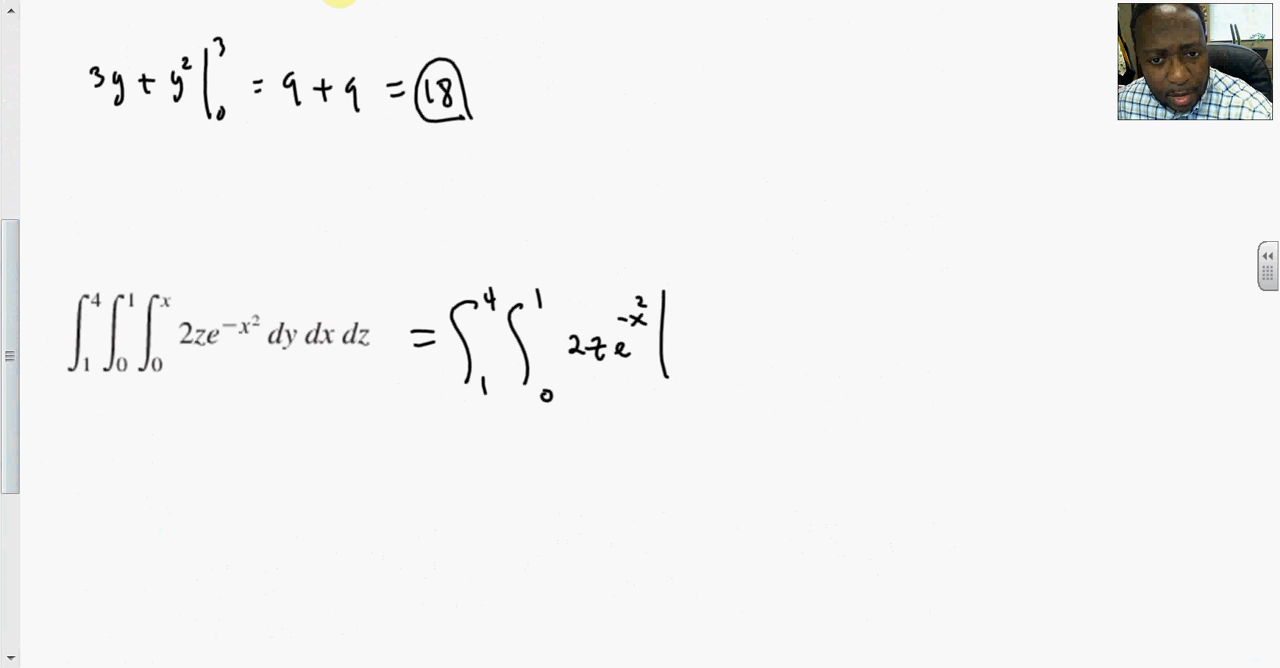 3y + y²|₀³ = 9 + 9 = 18
∫₁⁴ ∫₀¹ ∫₀ˣ 2ze^{−x²} dy dx dz = ∫₁⁴ ∫₀¹ 2ze^{-x²} |